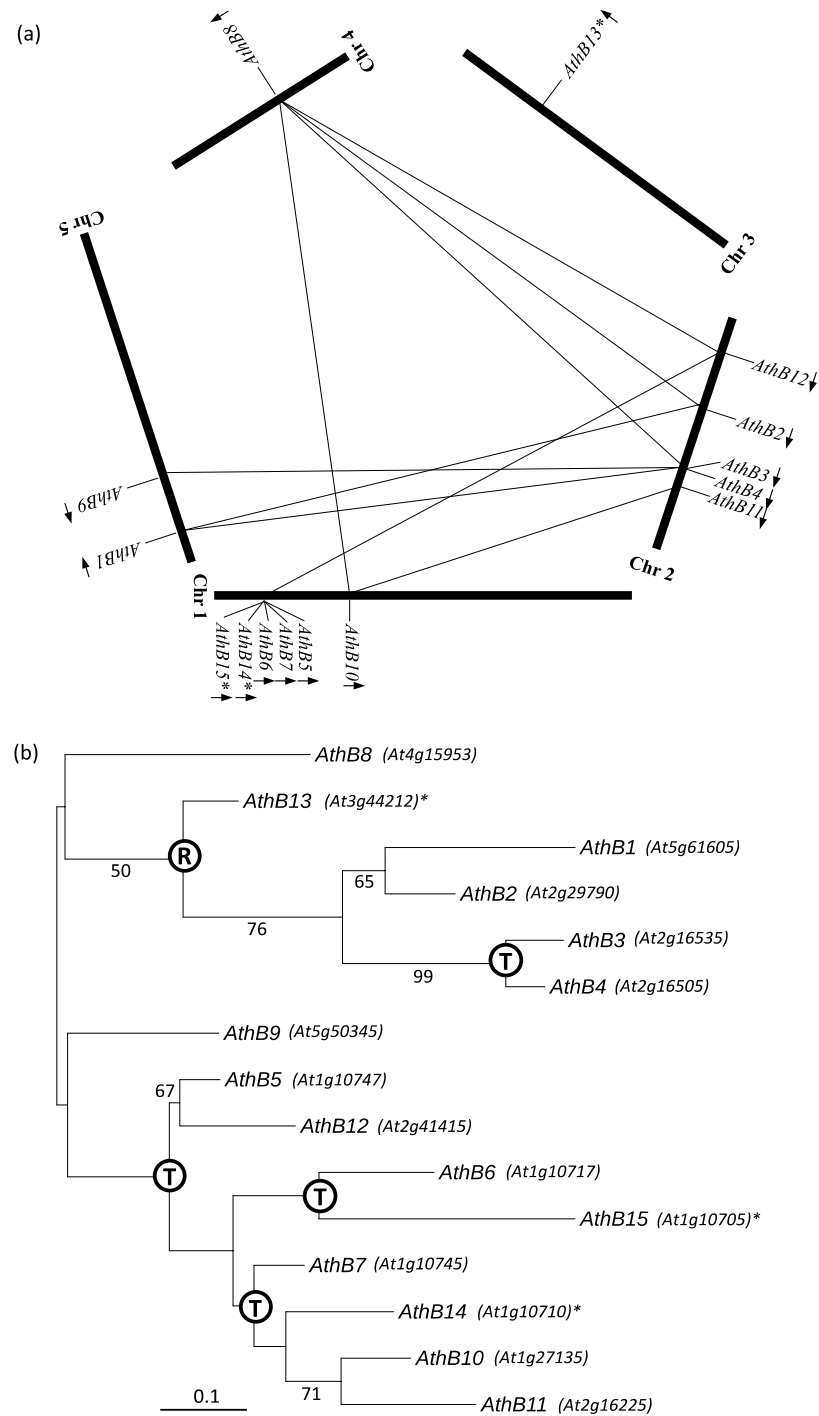 (a)
AthB8
Chr 4
AthB13*
Chr 5
Chr 3
AthB12
AthB2
AthB3
AthB4
AthB11
AthB9
AthB1
Chr 2
Chr 1
AthB15*
AthB14*
AthB6
AthB7
AthB5
AthB10
(b)
AthB8 (At4g15953)
AthB13 (At3g44212)*
R
50
AthB1 (At5g61605)
65
AthB2 (At2g29790)
76
AthB3 (At2g16535)
T
99
AthB4 (At2g16505)
AthB9 (At5g50345)
AthB5 (At1g10747)
67
AthB12 (At2g41415)
T
AthB6 (At1g10717)
T
AthB15 (At1g10705)*
AthB7 (At1g10745)
T
AthB14 (At1g10710)*
AthB10 (At1g27135)
71
AthB11 (At2g16225)
0.1